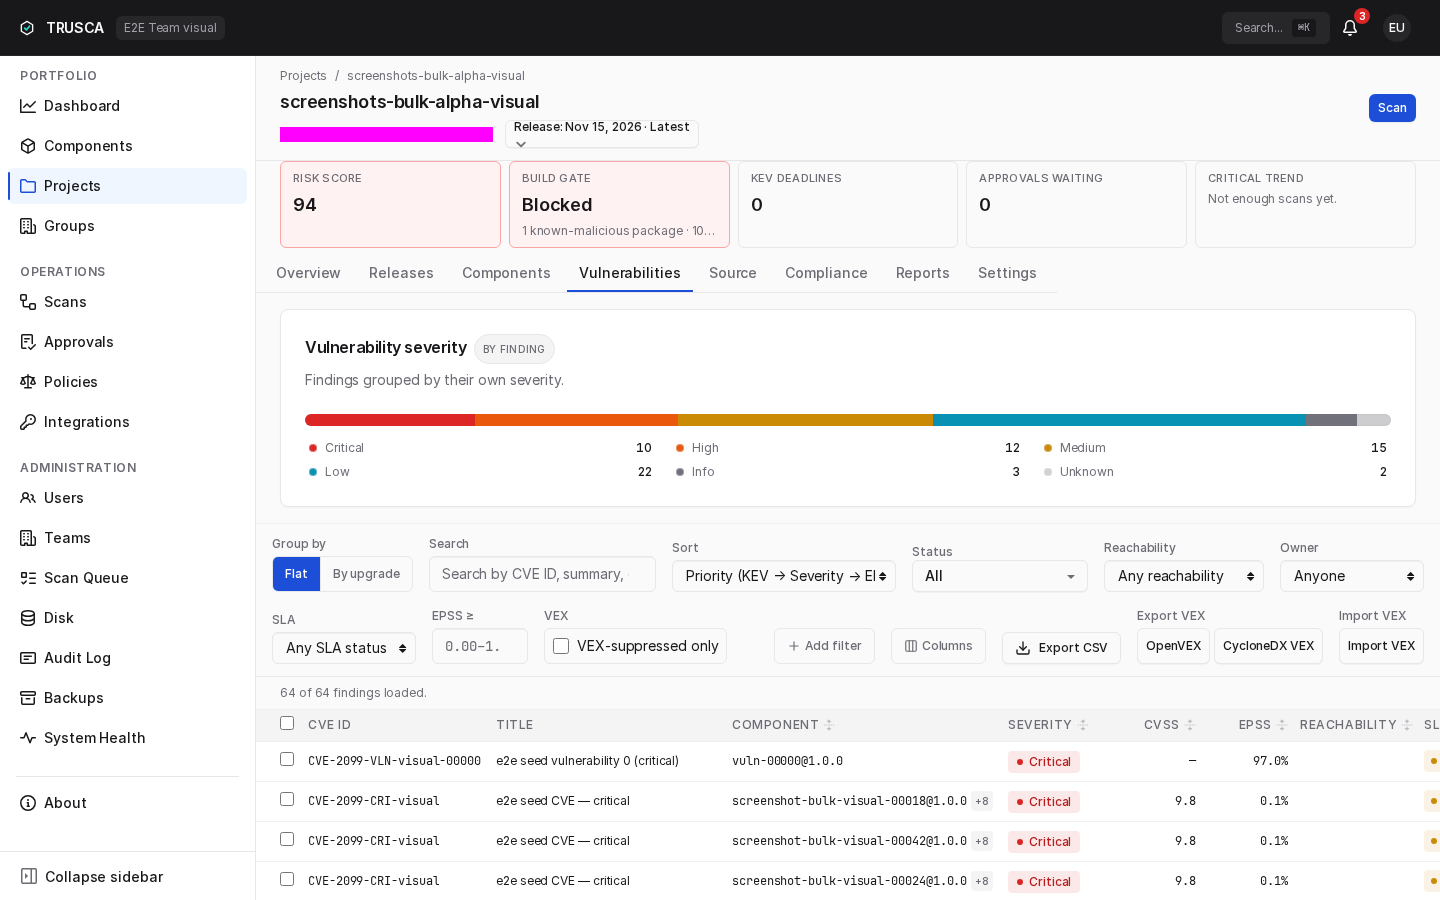 TRUSCA E2E Team visual Search... ⌘K 3 EU
PORTFOLIO
Dashboard
Components
Projects
Groups
OPERATIONS
Scans
Approvals
Policies
Integrations
ADMINISTRATION
Users
Teams
Scan Queue
Disk
Audit Log
Backups
System Health
About
Collapse sidebar
Projects / screenshots-bulk-alpha-visual
screenshots-bulk-alpha-visual
Scan
Release: Nov 15, 2026 · Latest
RISK SCORE
94
BUILD GATE
Blocked
1 known-malicious package · 10…
KEV DEADLINES
0
APPROVALS WAITING
0
CRITICAL TREND
Not enough scans yet.
Overview Releases Components Vulnerabilities Source Compliance Reports Settings
Vulnerability severity BY FINDING
Findings grouped by their own severity.
Critical 10 High 12 Medium 15
Low 22 Info 3 Unknown 2
Group by
Flat By upgrade
Search
Search by CVE ID, summary,
Sort
Priority (KEV → Severity → EI
Status
All
Reachability
Any reachability
Owner
Anyone
SLA
Any SLA status
EPSS ≥
0.00–1.
VEX
VEX-suppressed only
Add filter
Columns
Export CSV
Export VEX
OpenVEX CycloneDX VEX
Import VEX
Import VEX
64 of 64 findings loaded.
CVE ID TITLE COMPONENT SEVERITY CVSS EPSS REACHABILITY SL
CVE-2099-VLN-visual-00000 e2e seed vulnerability 0 (critical) vuln-00000@1.0.0 Critical — 97.0%
CVE-2099-CRI-visual e2e seed CVE — critical screenshot-bulk-visual-00018@1.0.0 +8 Critical 9.8 0.1%
CVE-2099-CRI-visual e2e seed CVE — critical screenshot-bulk-visual-00042@1.0.0 +8 Critical 9.8 0.1%
CVE-2099-CRI-visual e2e seed CVE — critical screenshot-bulk-visual-00024@1.0.0 +8 Critical 9.8 0.1%